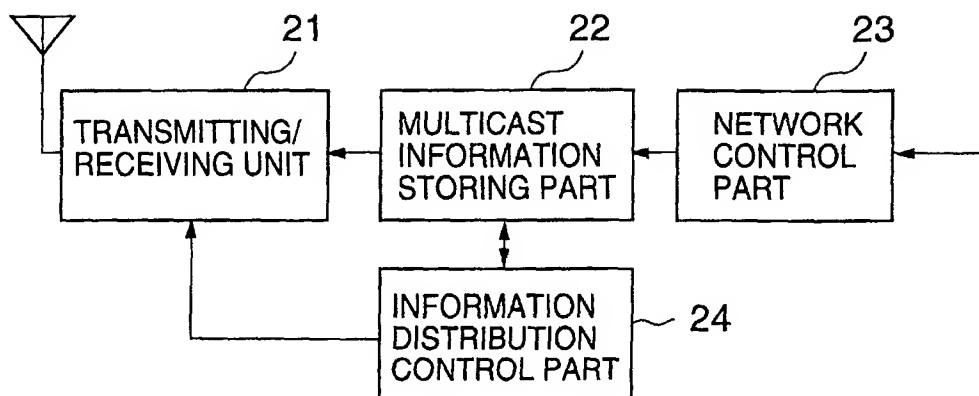 21
22
23
TRANSMITTING/
RECEIVING UNIT
MULTICAST
INFORMATION
STORING PART
NETWORK
CONTROL
PART
INFORMATION
DISTRIBUTION
CONTROL PART
24